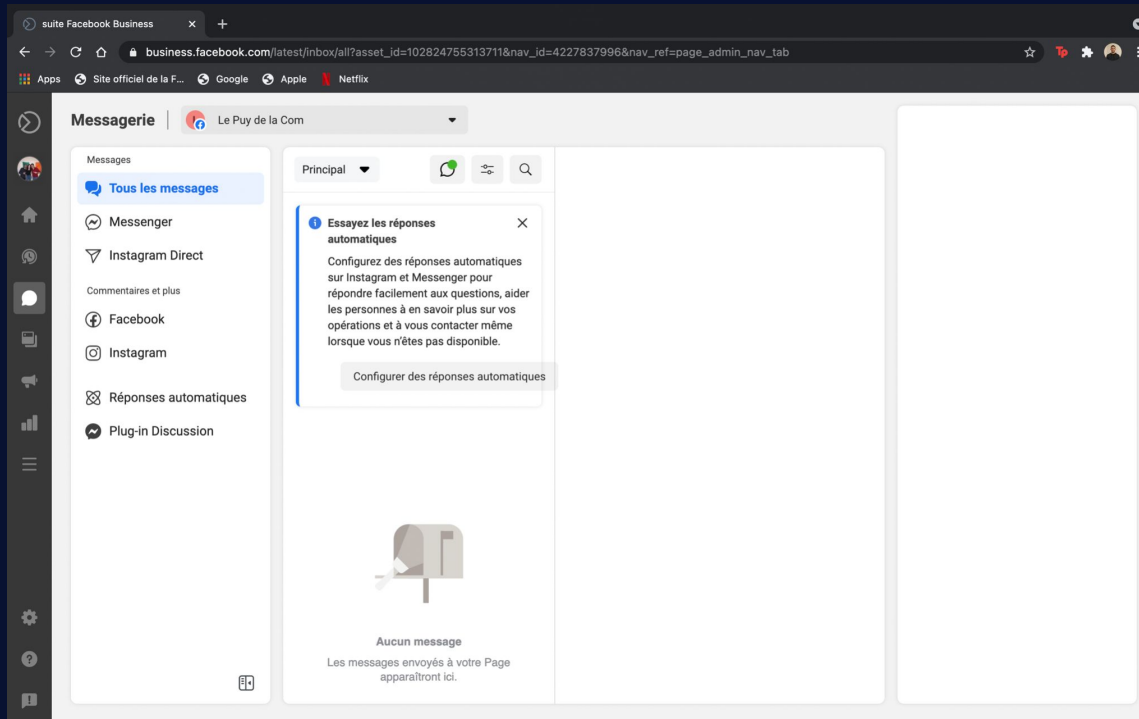 suite Facebook Business
business.facebook.com/latest/inbox/all?asset_id=102824755313711&nav_id=4227837996&nav_ref=page_admin_nav_tab
Tp
Apps
Site officiel de la F...
Google
Apple
Netflix
Messagerie
Le Puy de la Com
Messages
Tous les messages
Messenger
Instagram Direct
Commentaires et plus
Facebook
Instagram
Réponses automatiques
Plug-in Discussion
Principal
Essayez les réponses
automatiques
Configurez des réponses automatiques
sur Instagram et Messenger pour
répondre facilement aux questions, aider
les personnes à en savoir plus sur vos
opérations et à vous contacter même
lorsque vous n'êtes pas disponible.
Configurer des réponses automatiques
Aucun message
Les messages envoyés à votre Page
apparaîtront ici.